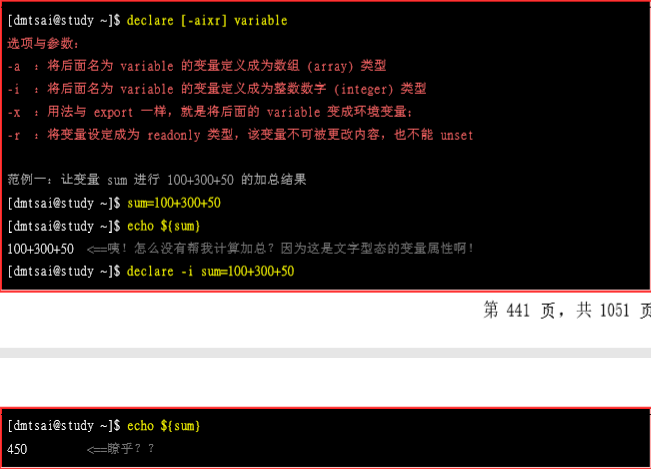 [dmtsai@study ~]$ declare [-aixr] variable
选项与参数：
-a ：将后面名为 variable 的变量定义成为数组 (array) 类型
-i ：将后面名为 variable 的变量定义成为整数数字 (integer) 类型
-x ：用法与 export 一样，就是将后面的 variable 变成环境变量；
-r ：将变量设定成为 readonly 类型，该变量不可被更改内容，也不能 unset
范例一：让变量 sum 进行 100+300+50 的加总结果
[dmtsai@study ~]$ sum=100+300+50
[dmtsai@study ~]$ echo ${sum}
100+300+50 <==咦！怎么没有帮我计算加总？因为这是文字型态的变量属性啊！
[dmtsai@study ~]$ declare -i sum=100+300+50
第 441 页，共 1051 页
[dmtsai@study ~]$ echo ${sum}
450 <==瞭乎？？